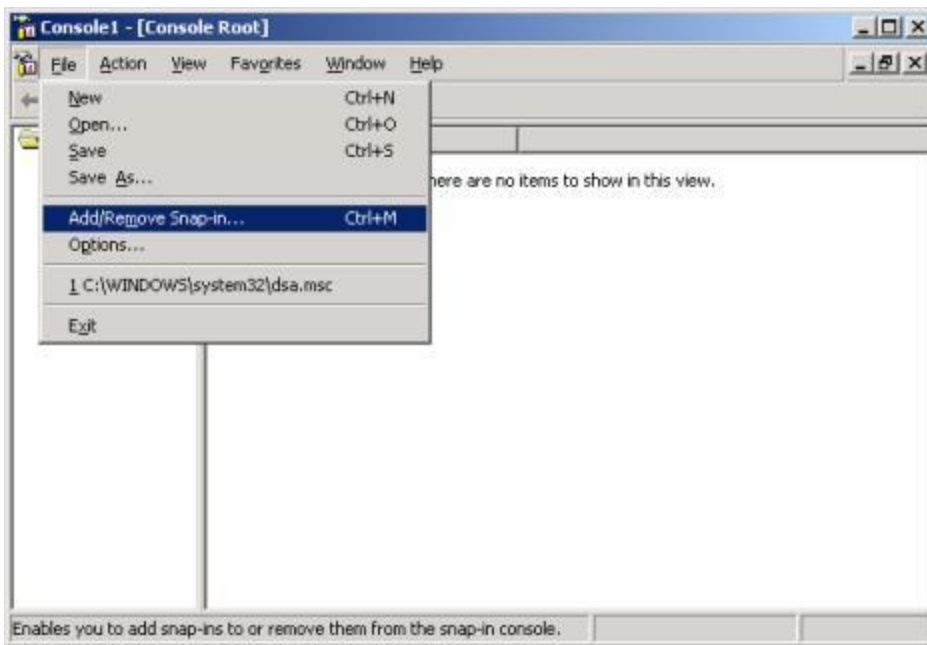 Console1 - [Console Root]
File Action View Favorites Window Help
New Ctrl+N
Open... Ctrl+O
Save Ctrl+S
Save As...
here are no items to show in this view.
Add/Remove Snap-in... Ctrl+M
Options...
1 C:\WINDOWS\system32\dsa.msc
Exit
Enables you to add snap-ins to or remove them from the snap-in console.